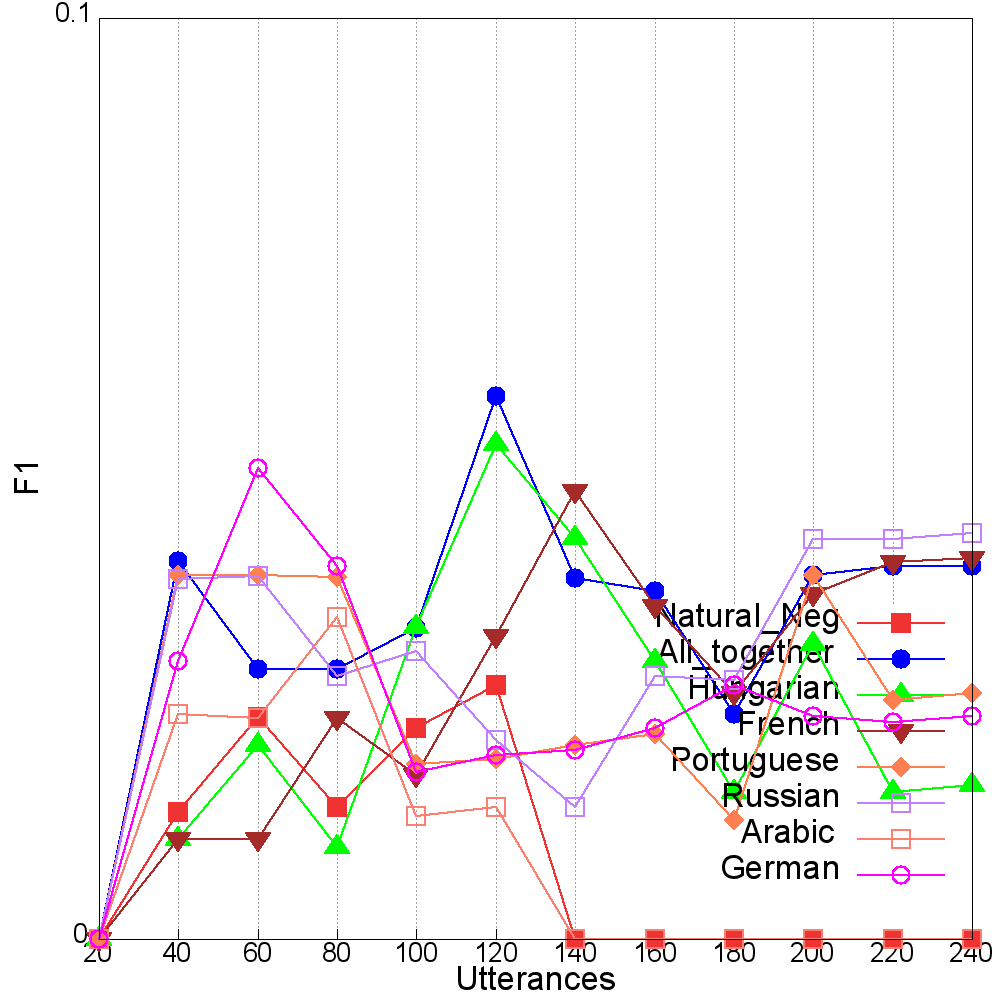 0.1
F1
Natural_Neg
All_together
Hungarian
French
Portuguese
Russian
Arabic
German
0
20 40 60 80 100 120 140 160 180 200 220 240
Utterances